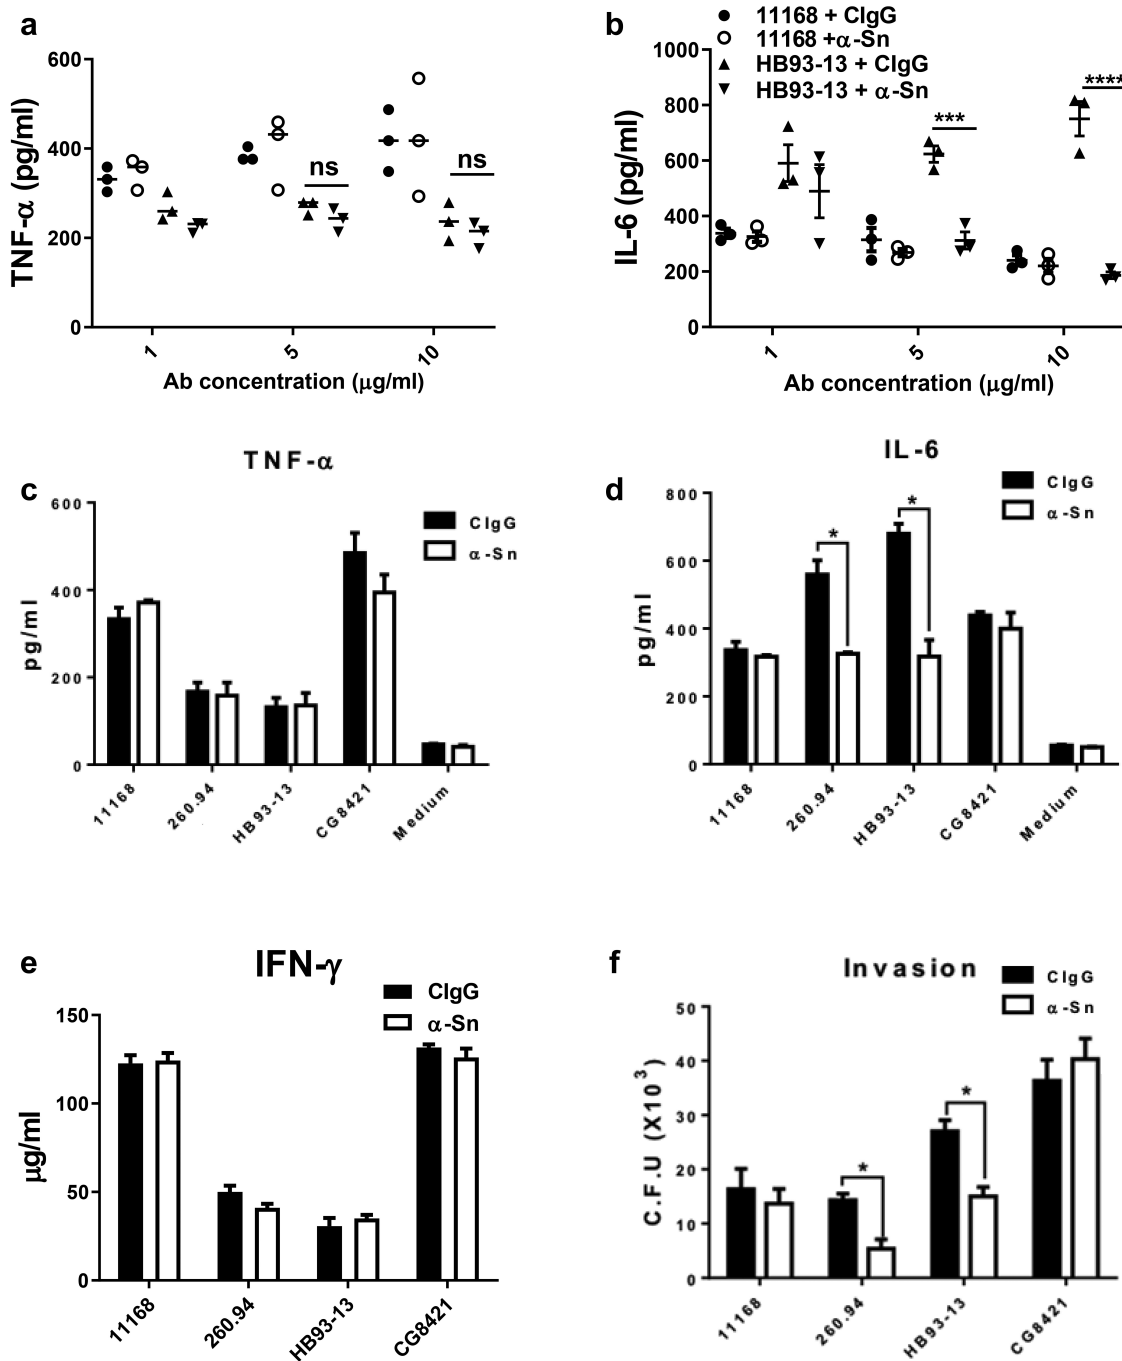 a
TNF-α (pg/ml)
600
400
200
0
ns
ns
1
5
10
Ab concentration (μg/ml)
b
11168 + CIgG
11168 +α-Sn
HB93-13 + CIgG
HB93-13 + α-Sn
IL-6 (pg/ml)
1000
800
600
400
200
0
***
****
1
5
10
Ab concentration (μg/ml)
c
TNF-α
CIgG
α-Sn
pg/ml
600
400
200
0
11168
260.94
HB93-13
CG8421
Medium
d
IL-6
CIgG
α-Sn
pg/ml
800
600
400
200
0
*
*
11168
260.94
HB93-13
CG8421
Medium
e
IFN-γ
CIgG
α-Sn
μg/ml
150
100
50
0
11168
260.94
HB93-13
CG8421
f
Invasion
CIgG
α-Sn
C.F.U (X10³)
50
40
30
20
10
0
*
*
11168
260.94
HB93-13
CG8421